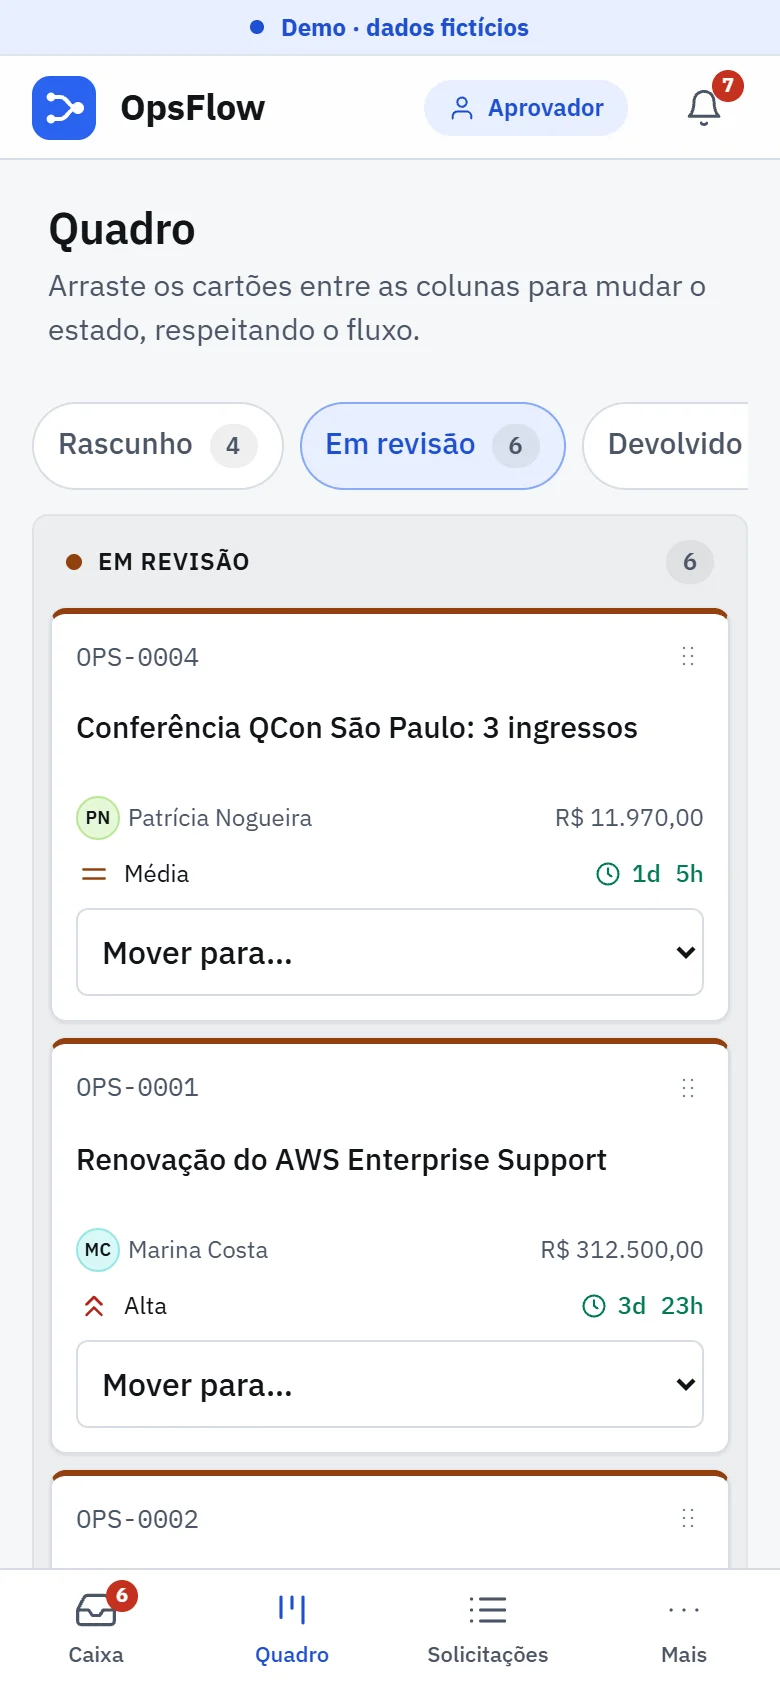 Demo · dados fictícios
OpsFlow
Aprovador
7
Quadro
Arraste os cartões entre as colunas para mudar o
estado, respeitando o fluxo.
Rascunho 4
Em revisão 6
Devolvido
EM REVISÃO
6
OPS-0004
Conferência QCon São Paulo: 3 ingressos
PN Patrícia Nogueira
R$ 11.970,00
Média
1d 5h
Mover para...
OPS-0001
Renovação do AWS Enterprise Support
MC Marina Costa
R$ 312.500,00
Alta
3d 23h
Mover para...
OPS-0002
6
Caixa
Quadro
Solicitações
Mais